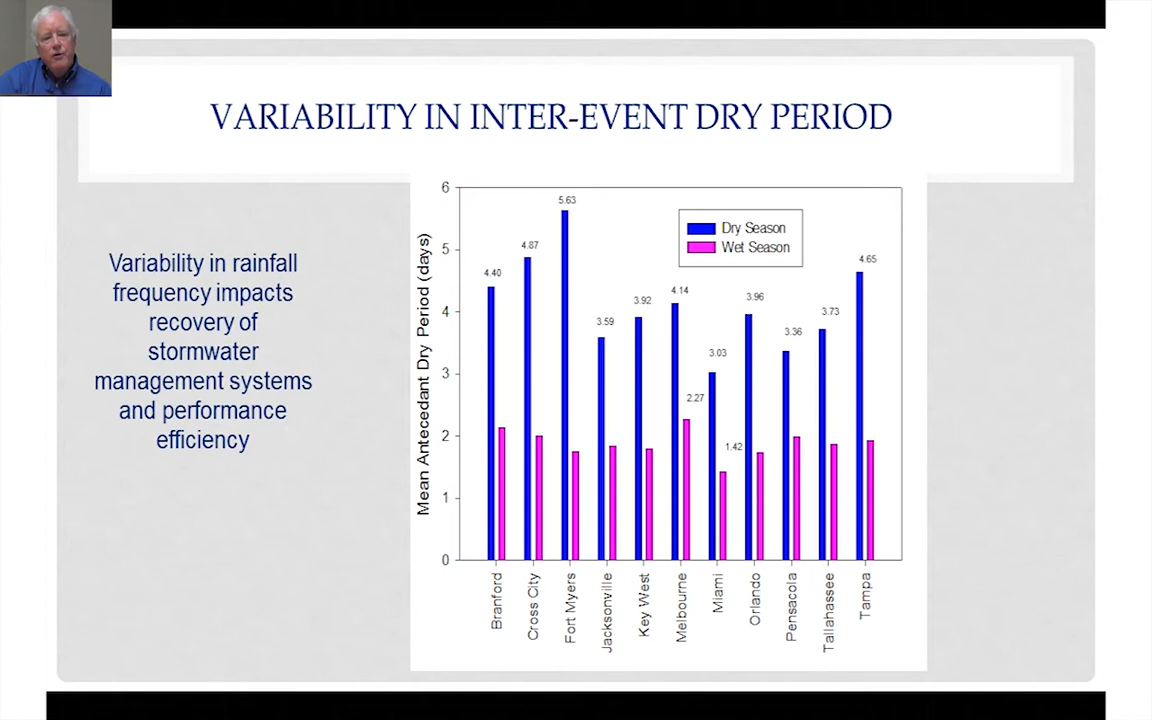 VARIABILITY IN INTER-EVENT DRY PERIOD
Variability in rainfall
frequency impacts
recovery of
stormwater
management systems
and performance
efficiency
Mean Antecedant Dry Period (days)
6
5
4
3
2
1
0
Dry Season
Wet Season
4.40
4.87
5.63
3.59
3.92
4.14
2.27
3.03
1.42
3.96
3.36
3.73
4.65
Branford
Cross City
Fort Myers
Jacksonville
Key West
Melbourne
Miami
Orlando
Pensacola
Tallahassee
Tampa